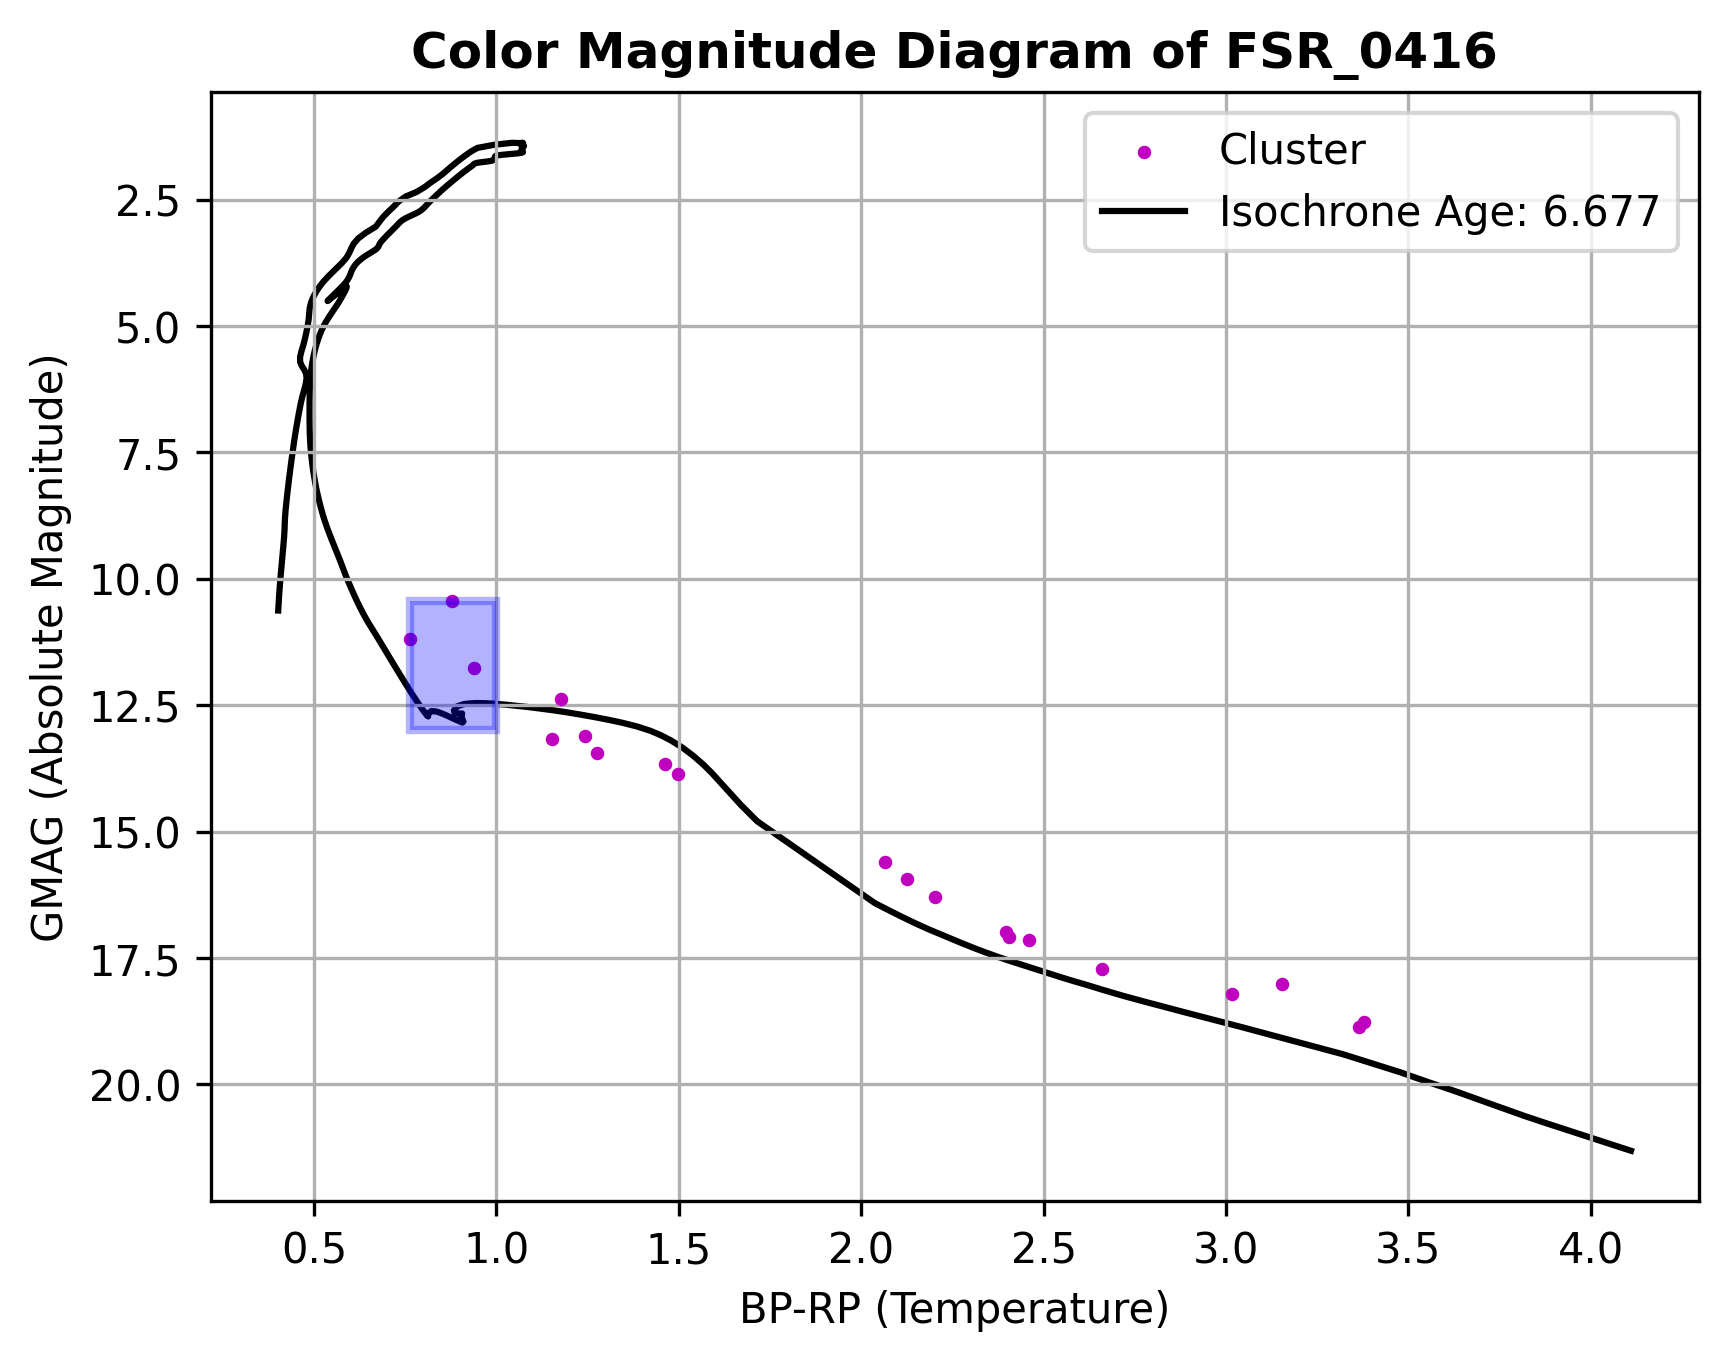 Color Magnitude Diagram of FSR_0416
Cluster
Isochrone Age: 6.677
GMAG (Absolute Magnitude)
2.5
5.0
7.5
10.0
12.5
15.0
17.5
20.0
0.5 1.0 1.5 2.0 2.5 3.0 3.5 4.0
BP-RP (Temperature)